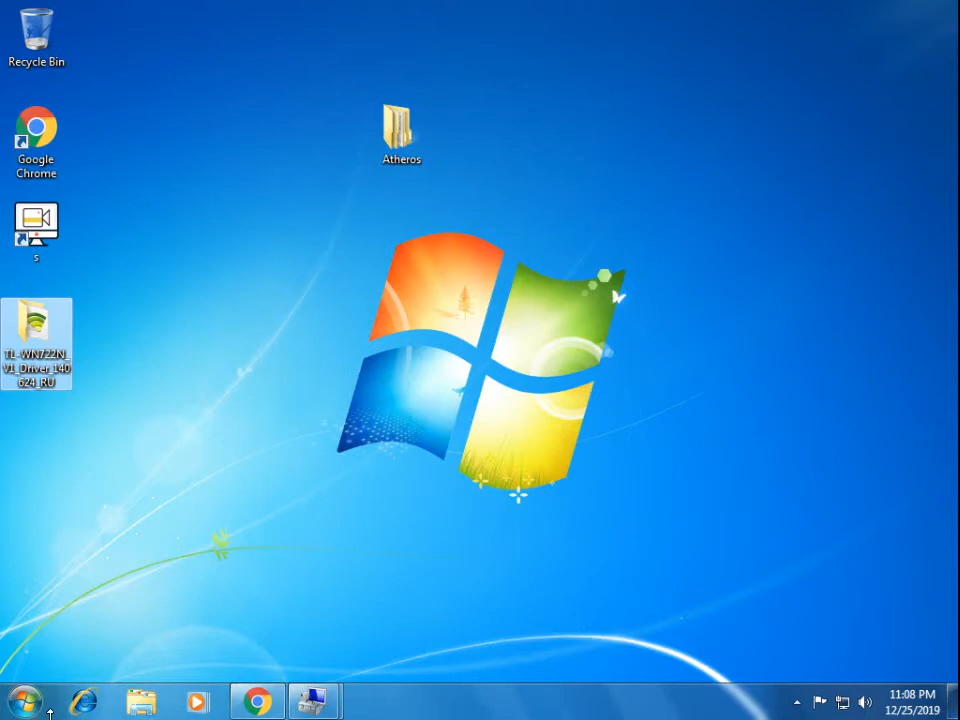 Recycle Bin
Google
Chrome
Atheros
s
TL-WN722N_
V1_Driver_140
624_RU
11:08 PM
12/25/2019